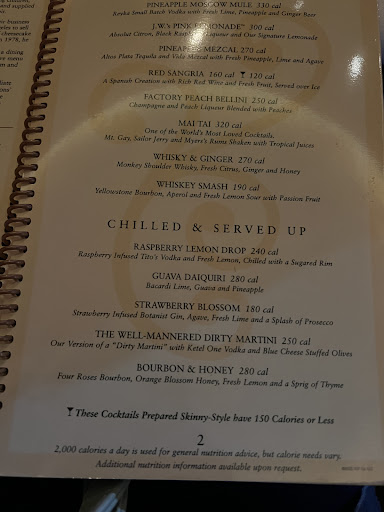 PINEAPPLE MOSCOW MULE 330 cal
Reyka Small Batch Vodka with Fresh Lime, Pineapple and Ginger Beer
J.W.'s PINK LEMONADE 300 cal
Absolut Citron, Black Raspberry Liqueur and Our Signature Lemonade
PINEAPPLE MEZCAL 270 cal
Altos Plata Tequila and Vida Mezcal with Fresh Pineapple, Lime and Agave
RED SANGRIA 160 cal 120 cal
A Spanish Creation with Rich Red Wine and Fresh Fruit, Served over Ice
FACTORY PEACH BELLINI 250 cal
Champagne and Peach Liqueur Blended with Peaches
MAI TAI 320 cal
One of the World's Most Loved Cocktails.
Mt. Gay, Sailor Jerry and Myers's Rums Shaken with Tropical Juices
WHISKY & GINGER 270 cal
Monkey Shoulder Whisky, Fresh Citrus, Ginger and Honey
WHISKEY SMASH 190 cal
Yellowstone Bourbon, Aperol and Fresh Lemon Sour with Passion Fruit
CHILLED & SERVED UP
RASPBERRY LEMON DROP 240 cal
Raspberry Infused Tito's Vodka and Fresh Lemon, Chilled with a Sugared Rim
GUAVA DAIQUIRI 280 cal
Bacardi Lime, Guava and Pineapple
STRAWBERRY BLOSSOM 180 cal
Strawberry Infused Botanist Gin, Agave, Fresh Lime and a Splash of Prosecco
THE WELL-MANNERED DIRTY MARTINI 250 cal
Our Version of a "Dirty Martini" with Ketel One Vodka and Blue Cheese Stuffed Olives
BOURBON & HONEY 280 cal
Four Roses Bourbon, Orange Blossom Honey, Fresh Lemon and a Sprig of Thyme
These Cocktails Prepared Skinny-Style have 150 Calories or Less
2
2,000 calories a day is used for general nutrition advice, but calorie needs vary.
Additional nutrition information available upon request.